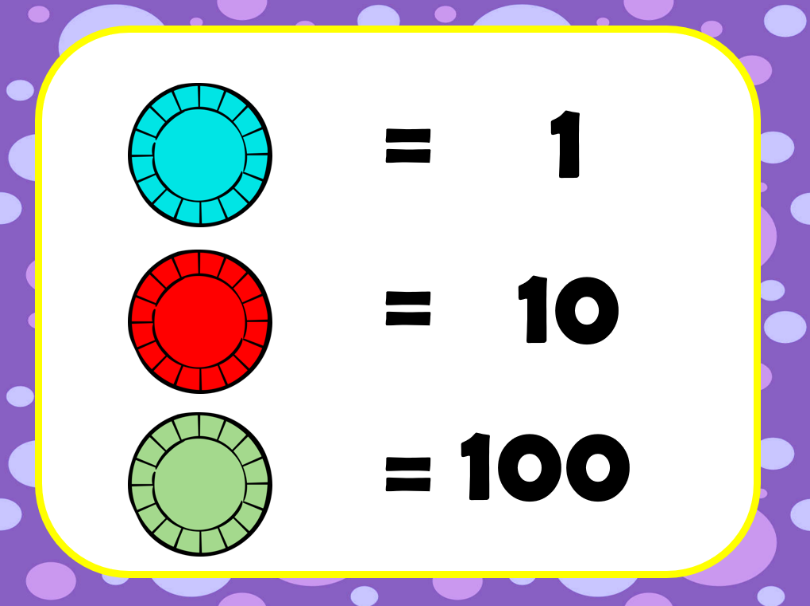 = 1
= 10
= 100